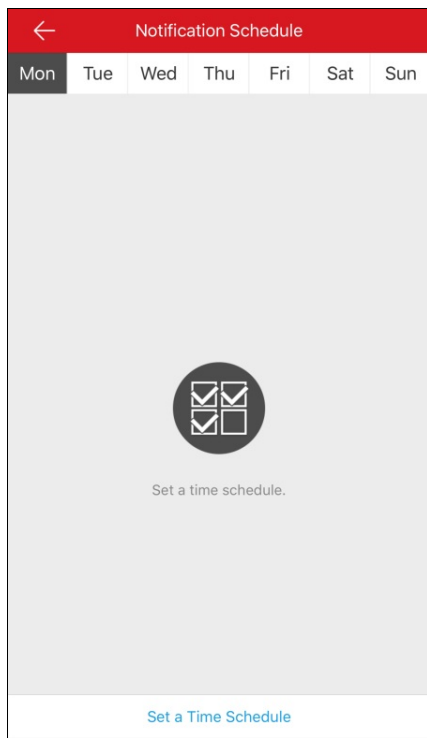 Notification Schedule
Mon Tue Wed Thu Fri Sat Sun
Set a time schedule.
Set a Time Schedule